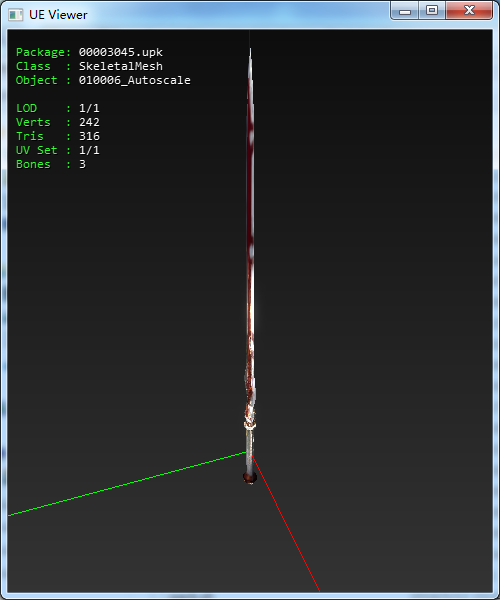 UE Viewer
Package: 00003045.upk
Class : SkeletalMesh
Object : 010006_Autoscale
LOD : 1/1
Verts : 242
Tris : 316
UV Set : 1/1
Bones : 3